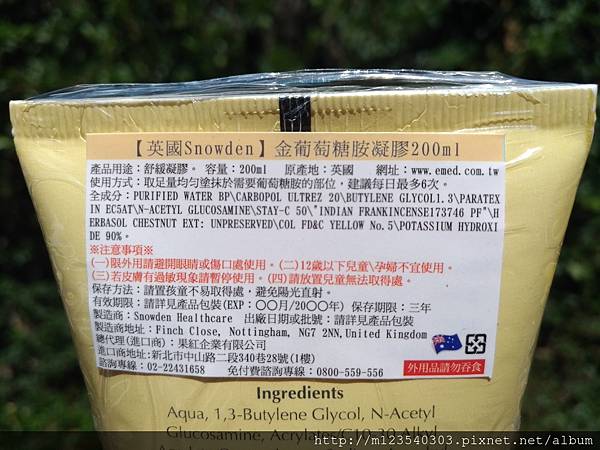 【英國Snowden】金葡萄糖胺凝膠200ml
產品用途：舒緩凝膠。 容量：200ml 原產地：英國 網址：www.emed.com.tw
使用方式：取足量均勻塗抹於需要葡萄糖胺的部位，建議每日最多6次。
全成分：PURIFIED WATER BP\CARBOPOL ULTREZ 20\BUTYLENE GLYCOL1.3\PARATEX
IN EC5AT\N-ACETYL GLUCOSAMINE\STAY-C 50\"INDIAN FRANKINCENSE173746 PF"\H
ERBASOL CHESTNUT EXT: UNPRESERVED\COL FD&C YELLOW No.5\POTASSIUM HYDROXI
DE 90%。
※注意事項※
(一)限外用請避開眼睛或傷口處使用。(二)12歲以下兒童\孕婦不宜使用。
(三)若皮膚有過敏現象請暫停使用。(四)請放置兒童無法取得處。
保存方法：請置孩童不易取得處，避免陽光直射。
有效期限：請詳見產品包裝(EXP：〇〇月/20〇〇年) 保存期限：三年
製造商：Snowden Healthcare 出廠日期或批號：請詳見產品包裝
製造商地址：Finch Close, Nottingham, NG7 2NN,United Kingdom
總代理(進口商)：果紅企業有限公司
進口商地址:新北市中山路二段340巷28號(1樓)
諮詢專線：02-22431658 免付費諮詢專線：0800-559-556
外用品請勿吞食
Ingredients
Aqua, 1,3-Butylene Glycol, N-Acetyl
Glucosamine, Acrylates/C10-30 Alkyl
http://m123540303.pixnet.net/album